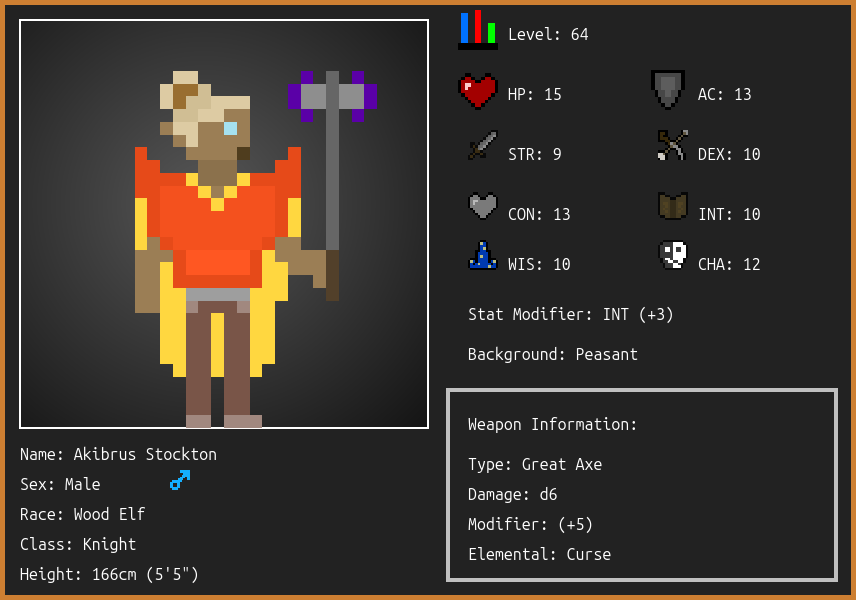 Level: 64
HP: 15
AC: 13
STR: 9
DEX: 10
CON: 13
INT: 10
WIS: 10
CHA: 12
Stat Modifier: INT (+3)
Background: Peasant
Weapon Information:
Type: Great Axe
Damage: d6
Modifier: (+5)
Elemental: Curse
Name: Akibrus Stockton
Sex: Male
Race: Wood Elf
Class: Knight
Height: 166cm (5'5")